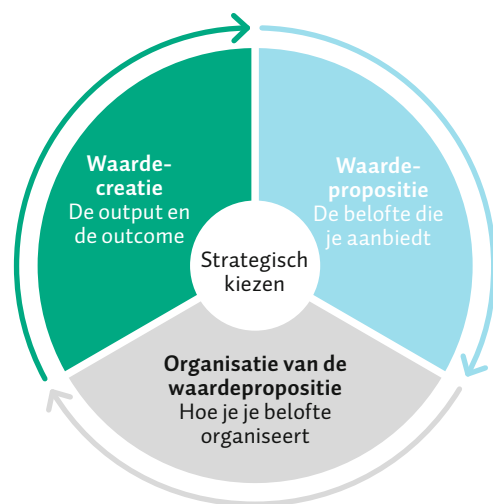 Waarde-
creatie
De output en
de outcome
Waarde-
propositie
De belofte die
je aanbiedt
Strategisch
kiezen
Organisatie van de
waardepropositie
Hoe je je belofte
organiseert